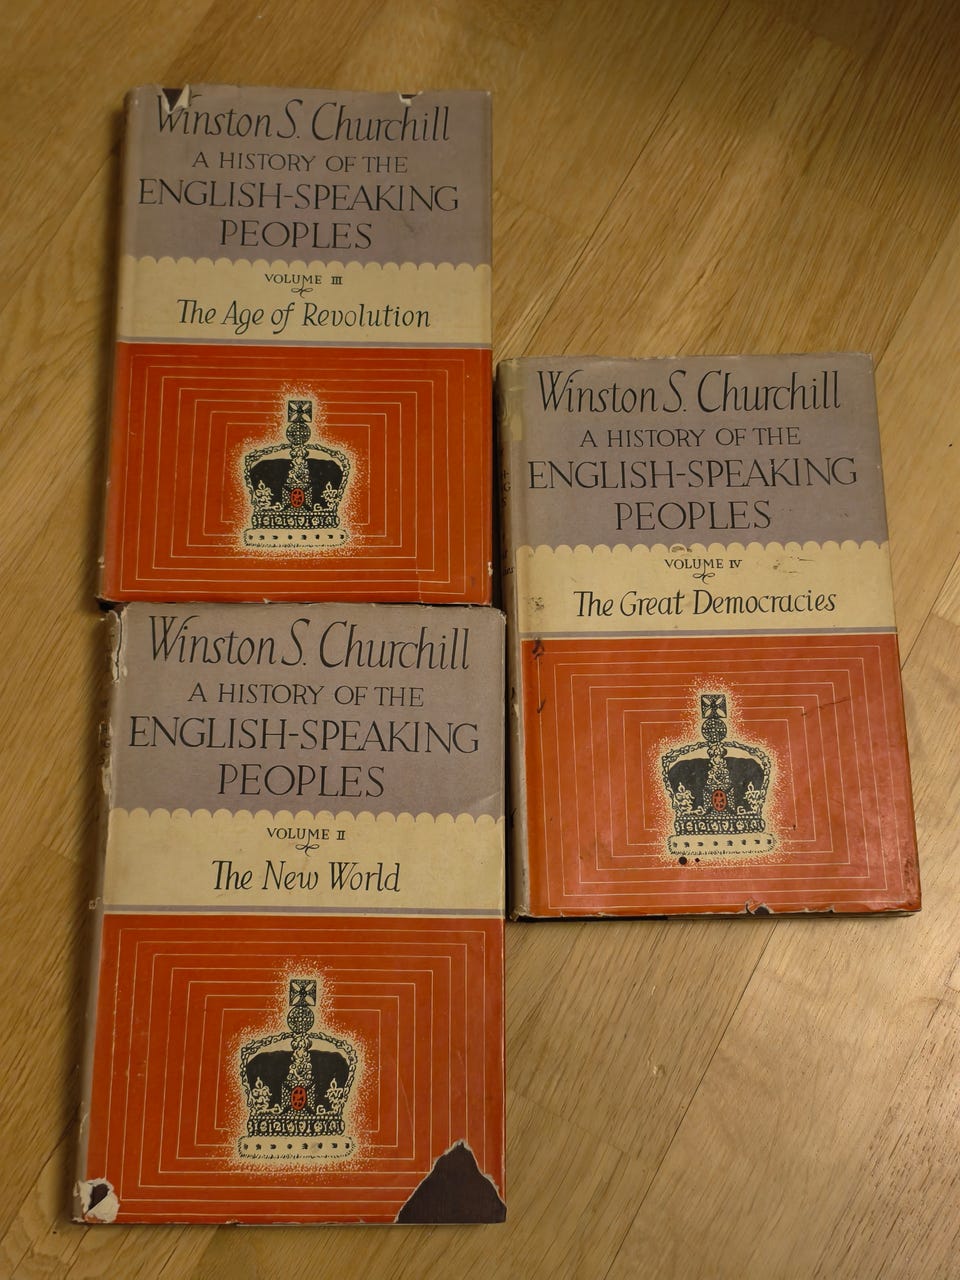 Winston S. Churchill
A HISTORY OF THE
ENGLISH-SPEAKING
PEOPLES
VOLUME III
The Age of Revolution
Winston S. Churchill
A HISTORY OF THE
ENGLISH-SPEAKING
PEOPLES
VOLUME IV
The Great Democracies
Winston S. Churchill
A HISTORY OF THE
ENGLISH-SPEAKING
PEOPLES
VOLUME II
The New World